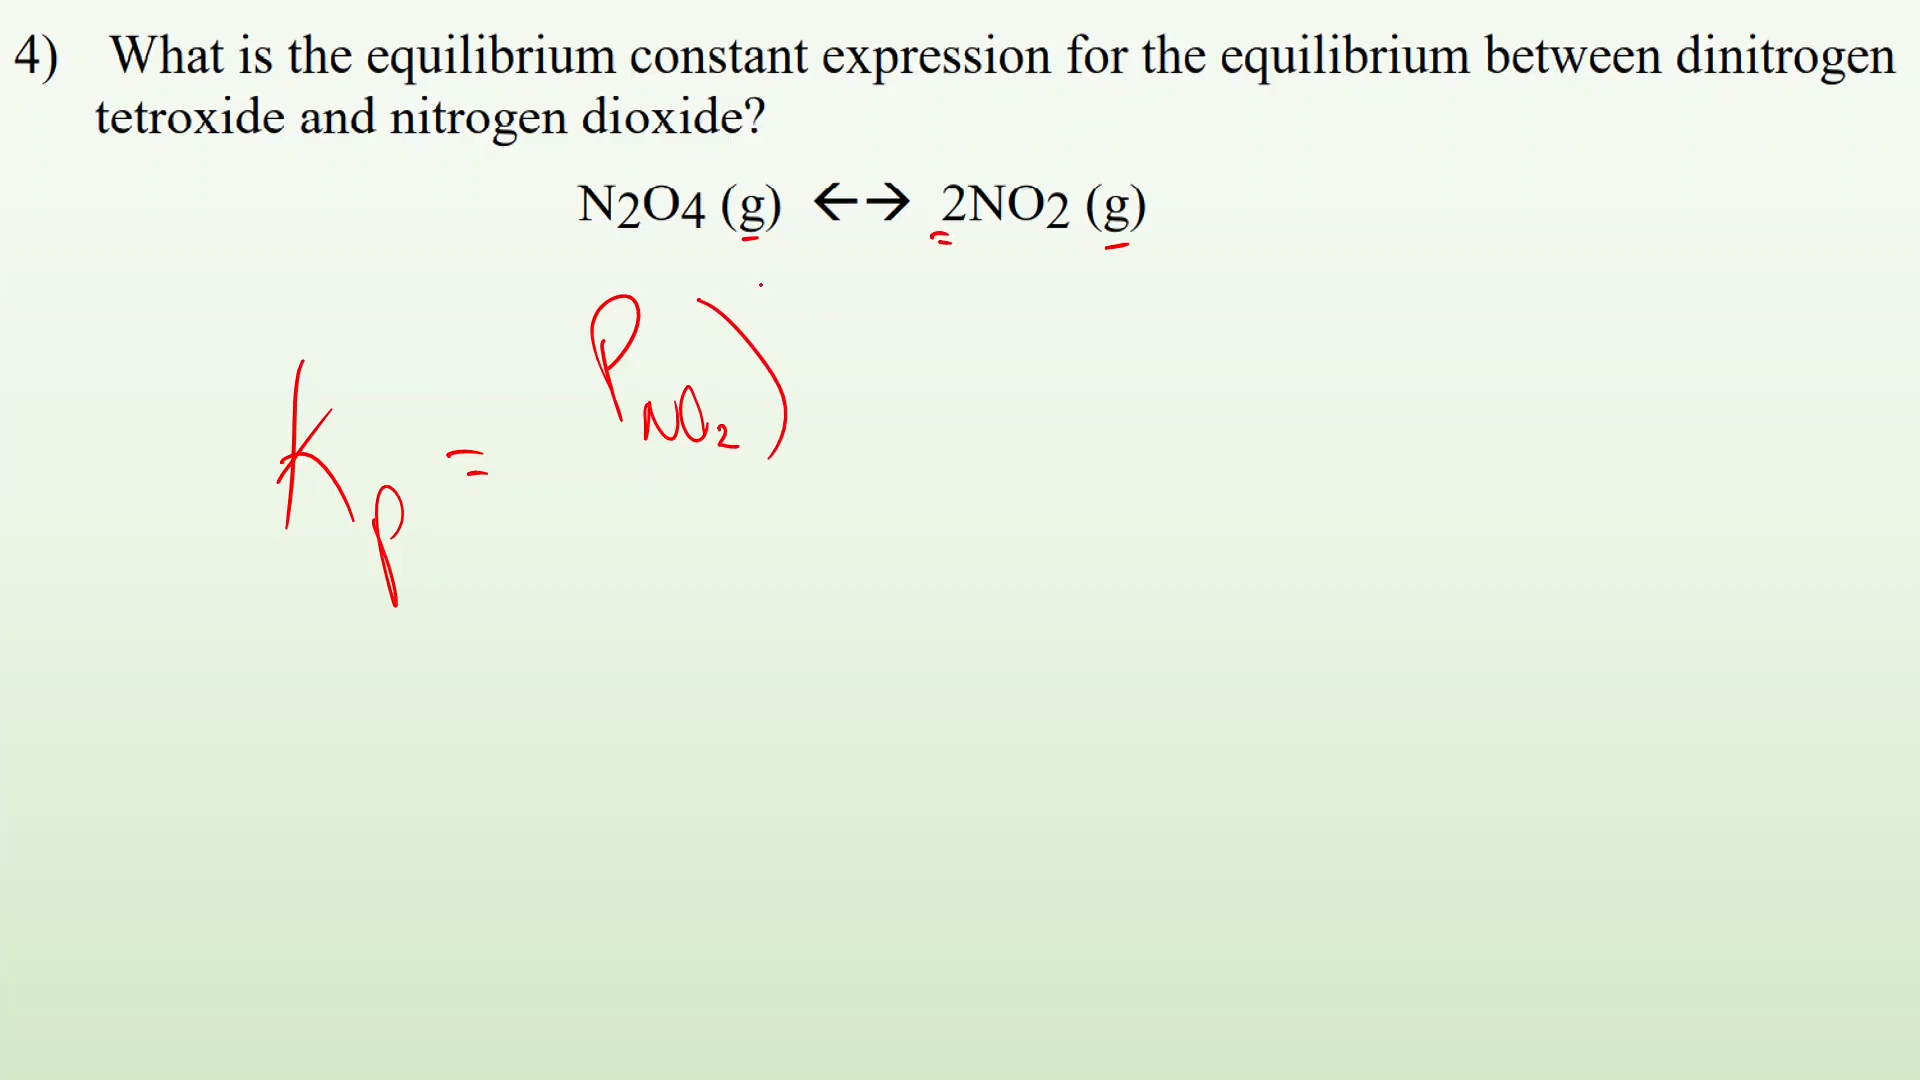 4) What is the equilibrium constant expression for the equilibrium between dinitrogen
tetroxide and nitrogen dioxide?
N2O4 (g) ←→ 2NO2 (g)
Kp = PNO2)